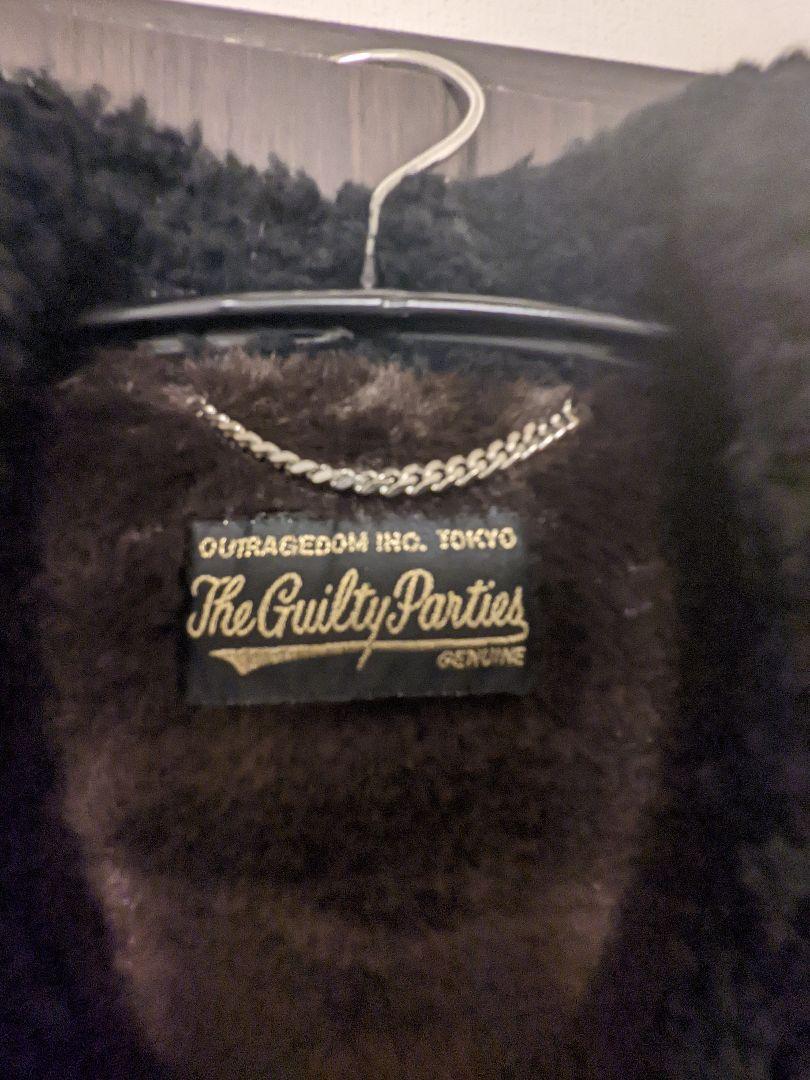 OUTRAGEDOM INC. TOKYO
The Guilty Parties
GENUINE